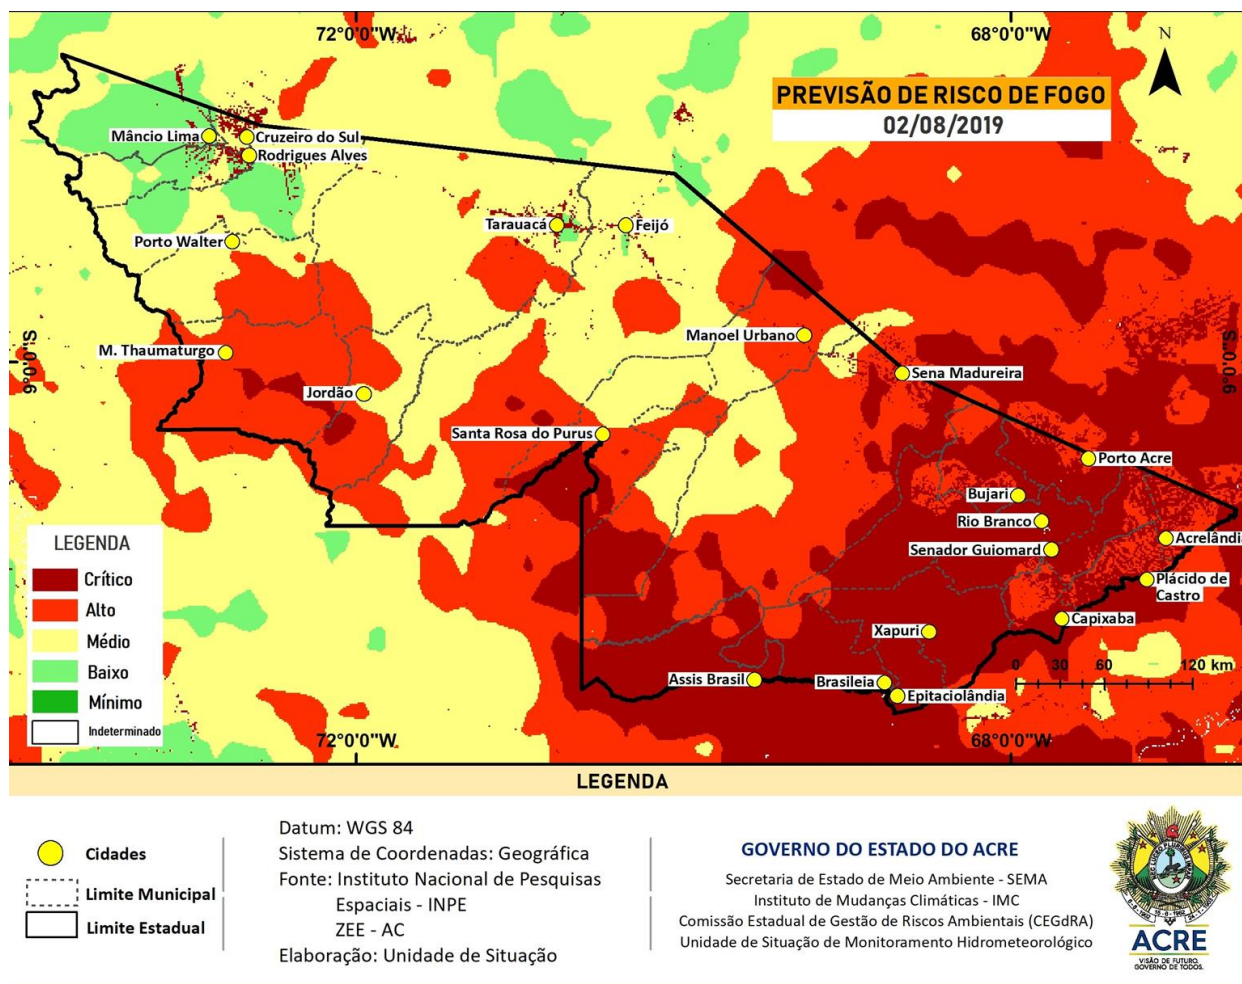 72°0'0"W
68°0'0"W
N
PREVISÃO DE RISCO DE FOGO
02/08/2019
Mâncio Lima
Cruzeiro do Sul
Rodrigues Alves
Tarauacá
Feijó
Porto Walter
9°0'0"S
M. Thaumaturgo
Manoel Urbano
9°0'0"S
Jordão
Sena Madureira
Santa Rosa do Purus
Porto Acre
Bujari
Rio Branco
Senador Guiomard
Acrelândia
Plácido de
Castro
Capixaba
Xapuri
Assis Brasil
Brasileia
Epitaciolândia
0 30 60 120 km
LEGENDA
Crítico
Alto
Médio
Baixo
Mínimo
Indeterminado
72°0'0"W
68°0'0"W
LEGENDA
Cidades
Limite Municipal
Limite Estadual
Datum: WGS 84
Sistema de Coordenadas: Geográfica
Fonte: Instituto Nacional de Pesquisas
Espaciais - INPE
ZEE - AC
Elaboração: Unidade de Situação
GOVERNO DO ESTADO DO ACRE
Secretaria de Estado de Meio Ambiente - SEMA
Instituto de Mudanças Climáticas - IMC
Comissão Estadual de Gestão de Riscos Ambientais (CEGdRA)
Unidade de Situação de Monitoramento Hidrometeorológico
ACRE
VISÃO DE FUTURO.
GOVERNO DE TODOS.